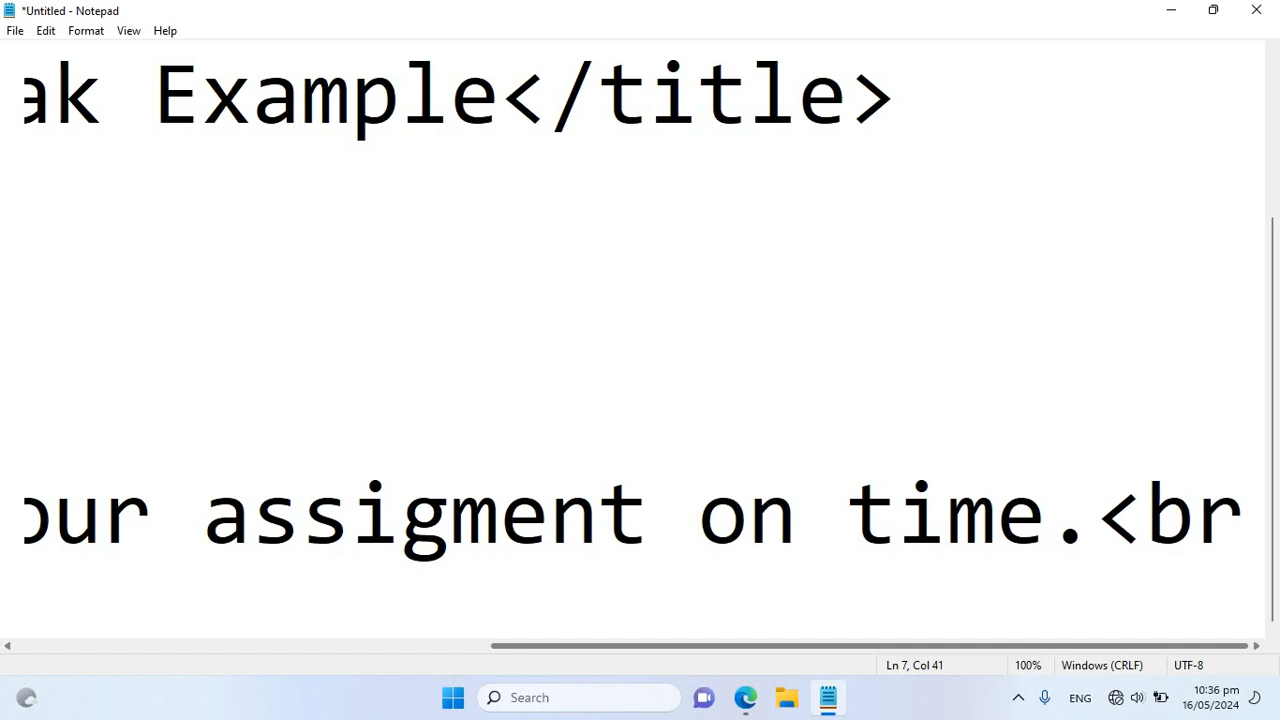 *Untitled - Notepad
File Edit Format View Help
ak Example</title>
our assigment on time.<br
Ln 7, Col 41 100% Windows (CRLF) UTF-8
Search ENG 10:36 pm
16/05/2024